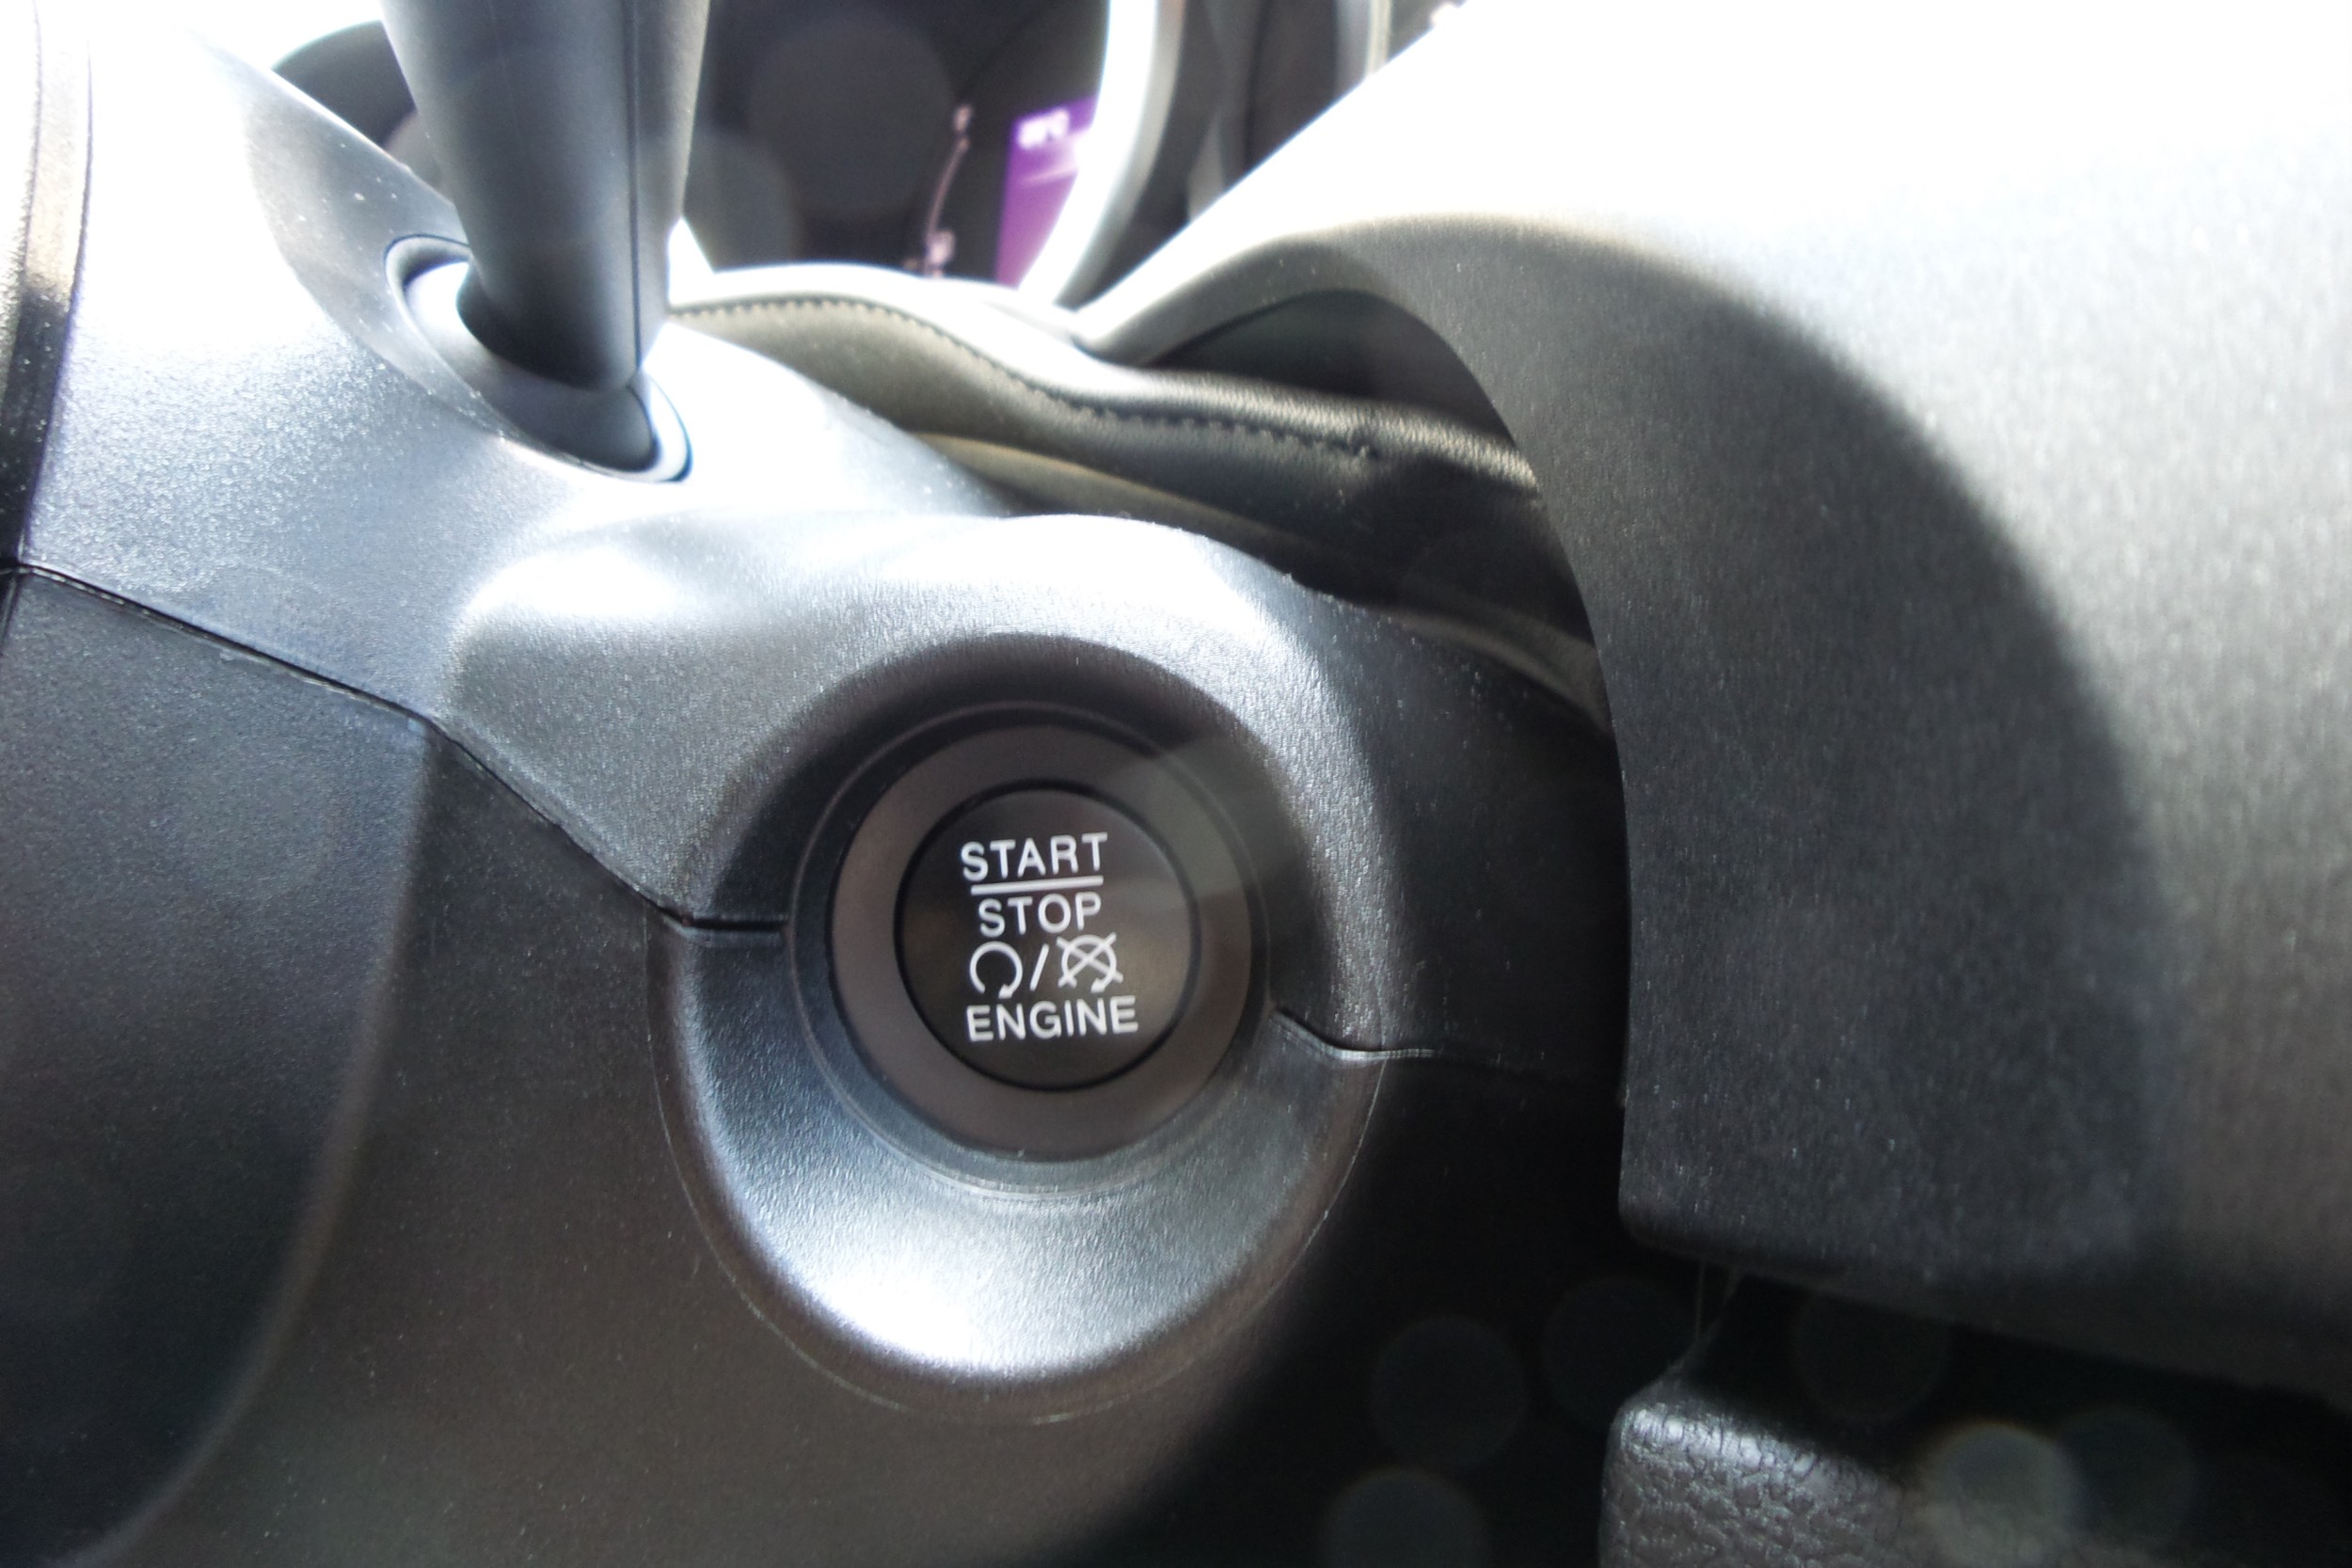 START
STOP
/
ENGINE